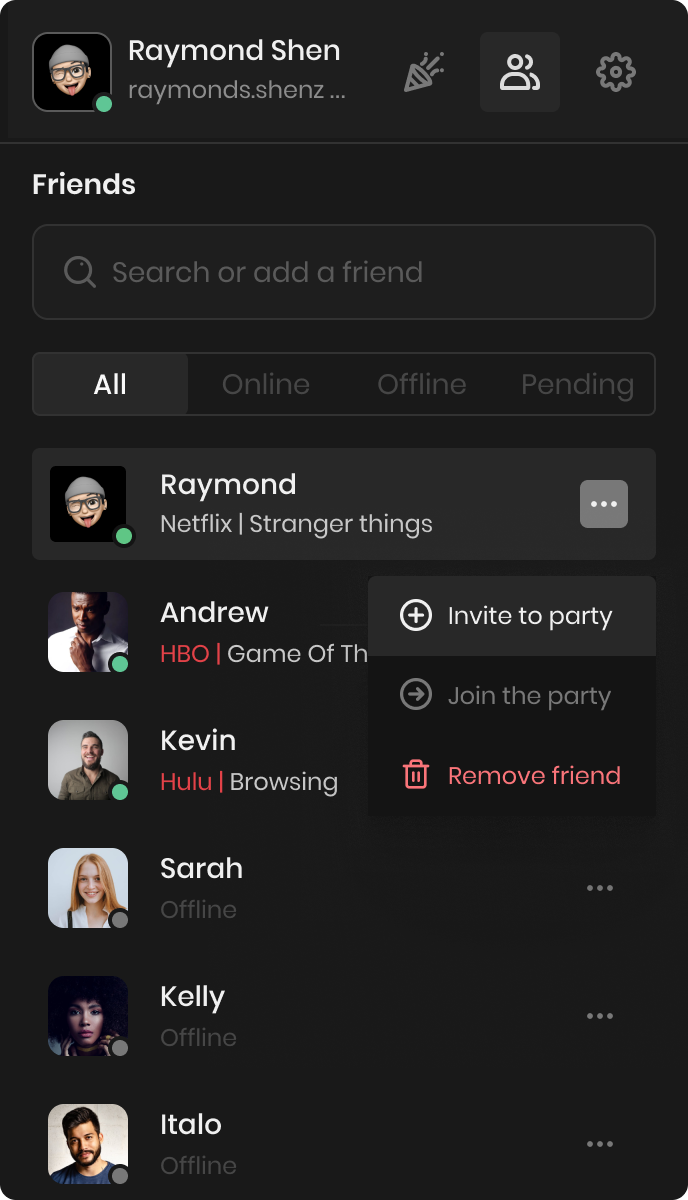 Raymond Shen
raymonds.shenz ...
Friends
Search or add a friend
All Online Offline Pending
Raymond
Netflix | Stranger things
Andrew
HBO | Game Of Th
Invite to party
Join the party
Kevin
Hulu | Browsing
Remove friend
Sarah
Offline
Kelly
Offline
Italo
Offline